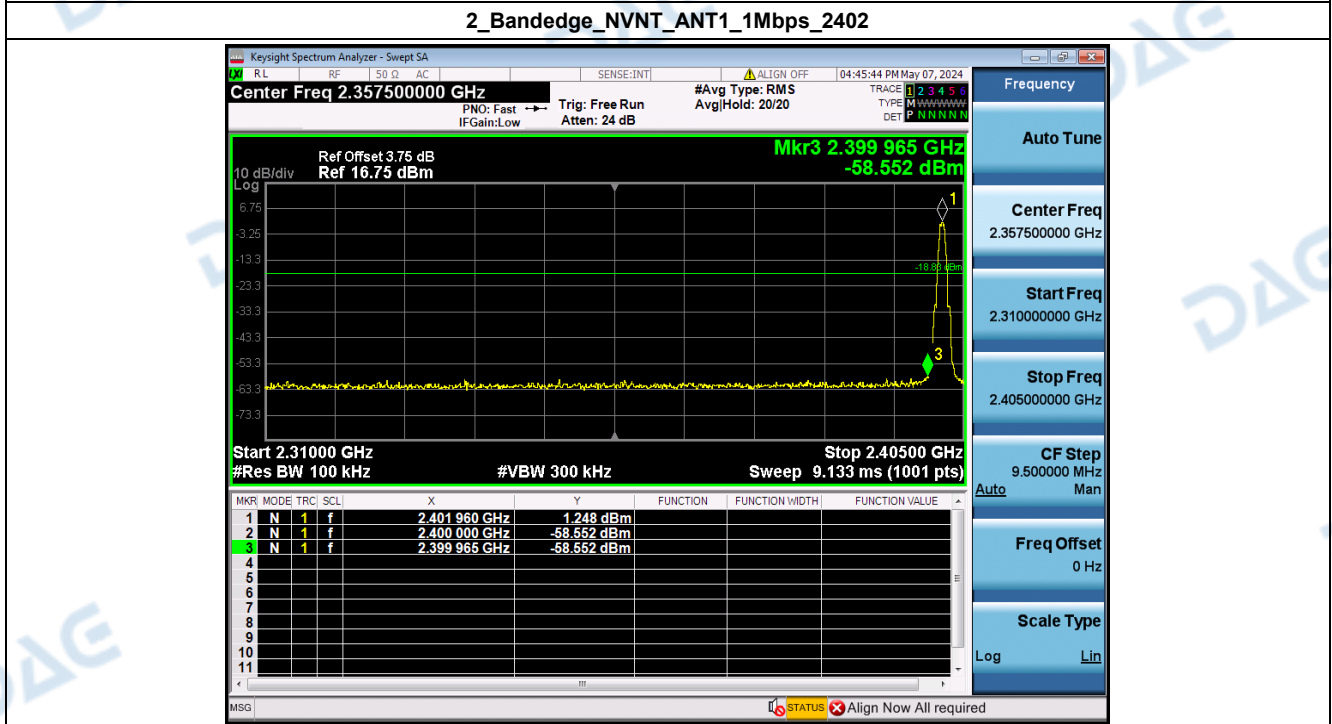 2_Bandedge_NVNT_ANT1_1Mbps_2402
Keysight Spectrum Analyzer - Swept SA
LXI RL RF 50 Ω AC SENSE:INT ALIGN OFF 04:45:44 PM May 07, 2024
Center Freq 2.357500000 GHz
PNO: Fast
IFGain:Low
Trig: Free Run
Atten: 24 dB
#Avg Type: RMS
Avg|Hold: 20/20
TRACE 1 2 3 4 5 6
TYPE M WWWWW
DET P N N N N N
Mkr3 2.399 965 GHz
-58.552 dBm
Ref Offset 3.75 dB
10 dB/div Ref 16.75 dBm
Log
6.75
-3.25
-13.3
-23.3
-33.3
-43.3
-53.3
-63.3
-73.3
1
-18.83 dBm
3
Start 2.31000 GHz Stop 2.40500 GHz
#Res BW 100 kHz #VBW 300 kHz Sweep 9.133 ms (1001 pts)
MKR MODE TRC SCL X Y FUNCTION FUNCTION WIDTH FUNCTION VALUE
1 N 1 f 2.401 960 GHz 1.248 dBm
2 N 1 f 2.400 000 GHz -58.552 dBm
3 N 1 f 2.399 965 GHz -58.552 dBm
4
5
6
7
8
9
10
11
MSG STATUS Align Now All required
Frequency
Auto Tune
Center Freq
2.357500000 GHz
Start Freq
2.310000000 GHz
Stop Freq
2.405000000 GHz
CF Step
9.500000 MHz
Auto Man
Freq Offset
0 Hz
Scale Type
Log Lin
DAG
DAG
DAG